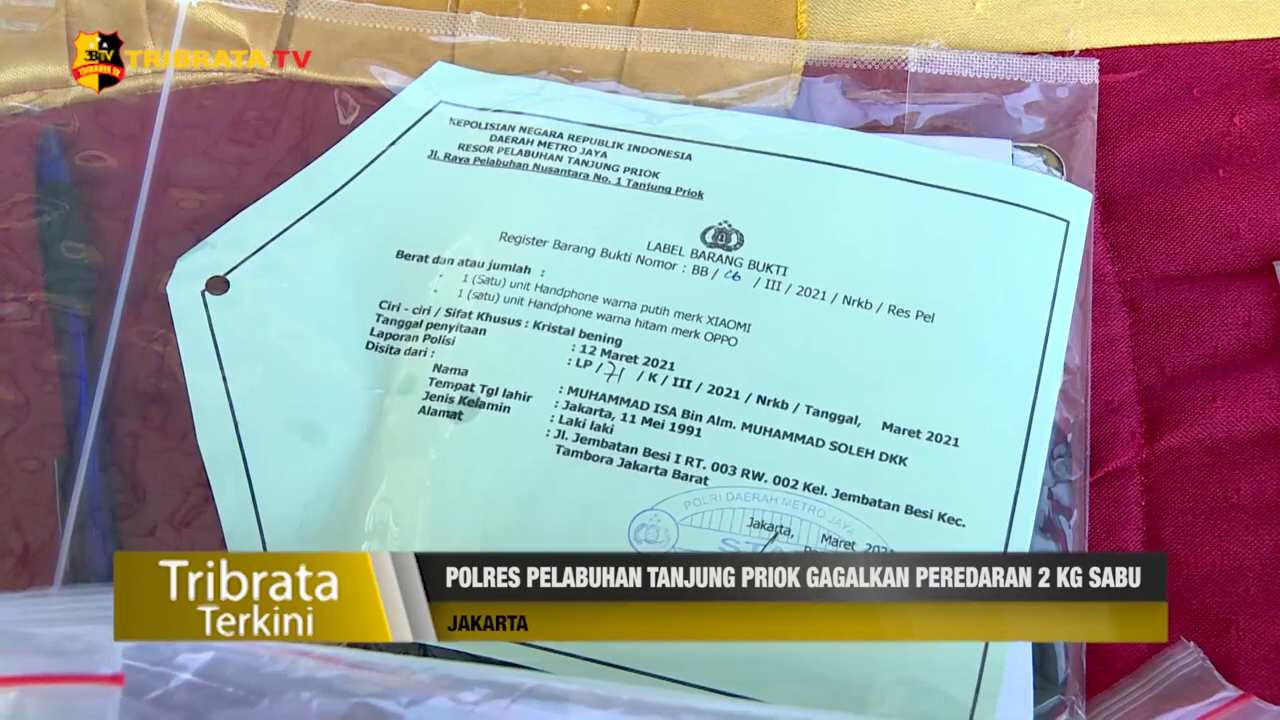 3BTV
TRIBRATA TV
TRIBRATA TV
KEPOLISIAN NEGARA REPUBLIK INDONESIA
DAERAH METRO JAYA
RESOR PELABUHAN TANJUNG PRIOK
Jl. Raya Pelabuhan Nusantara No. 1 Tanjung Priok
LABEL BARANG BUKTI
Register Barang Bukti Nomor : BB / 66 / III / 2021 / Nrkb / Res Pel
Berat dan atau jumlah :
- 1 (Satu) unit Handphone warna putih merk XIAOMI
- 1 (satu) unit Handphone warna hitam merk OPPO
Ciri - ciri / Sifat Khusus : Kristal bening
Tanggal penyitaan : 12 Maret 2021
Laporan Polisi : LP / 71 / K / III / 2021 / Nrkb / Tanggal, Maret 2021
Disita dari :
Nama : MUHAMMAD ISA Bin Alm. MUHAMMAD SOLEH DKK
Tempat Tgl lahir : Jakarta, 11 Mei 1991
Jenis Kelamin : Laki laki
Alamat : Jl. Jembatan Besi I RT. 003 RW. 002 Kel. Jembatan Besi Kec.
Tambora Jakarta Barat
POLRI DAERAH METRO JAYA
Jakarta, Maret 2021
Tribrata
Terkini
POLRES PELABUHAN TANJUNG PRIOK GAGALKAN PEREDARAN 2 KG SABU
JAKARTA